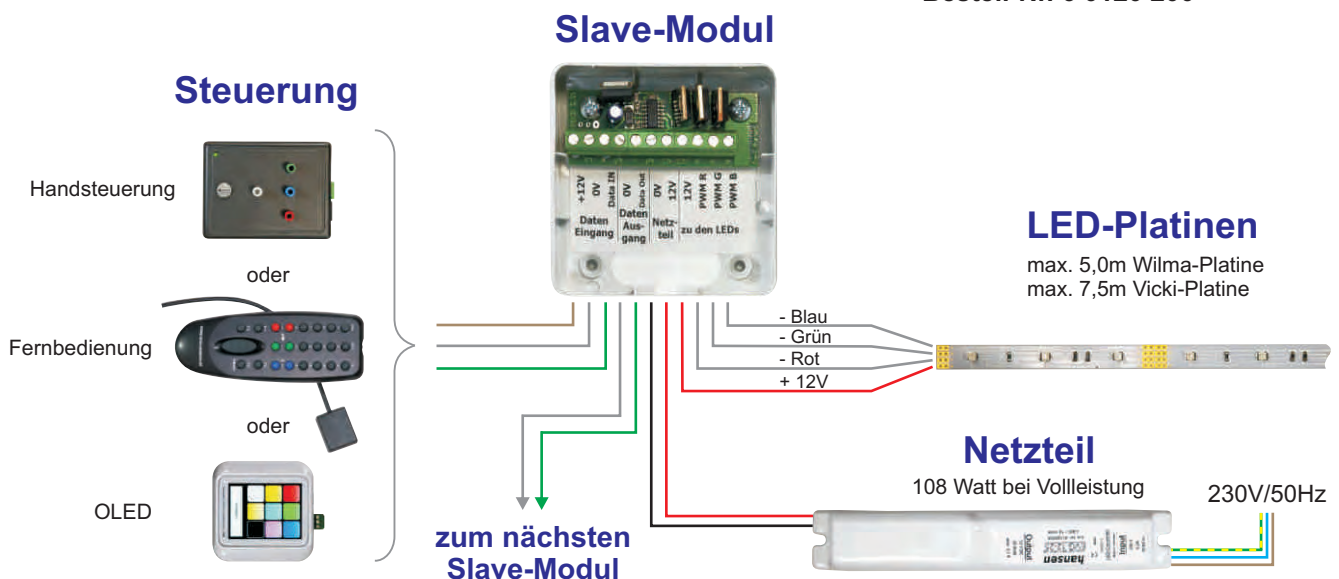 Slave-Modul
Steuerung
Handsteuerung
oder
Fernbedienung
oder
OLED
+12V
0V
Data IN
0V
Data Out
0V
12V
12V
PWM R
PWM G
PWM B
Daten
Eingang
Daten
Aus-
gang
Netz-
teil
zu den LEDs
LED-Platinen
max. 5,0m Wilma-Platine
max. 7,5m Vicki-Platine
- Blau
- Grün
- Rot
+ 12V
zum nächsten
Slave-Modul
Netzteil
108 Watt bei Vollleistung
230V/50Hz
hansen
Output
Input